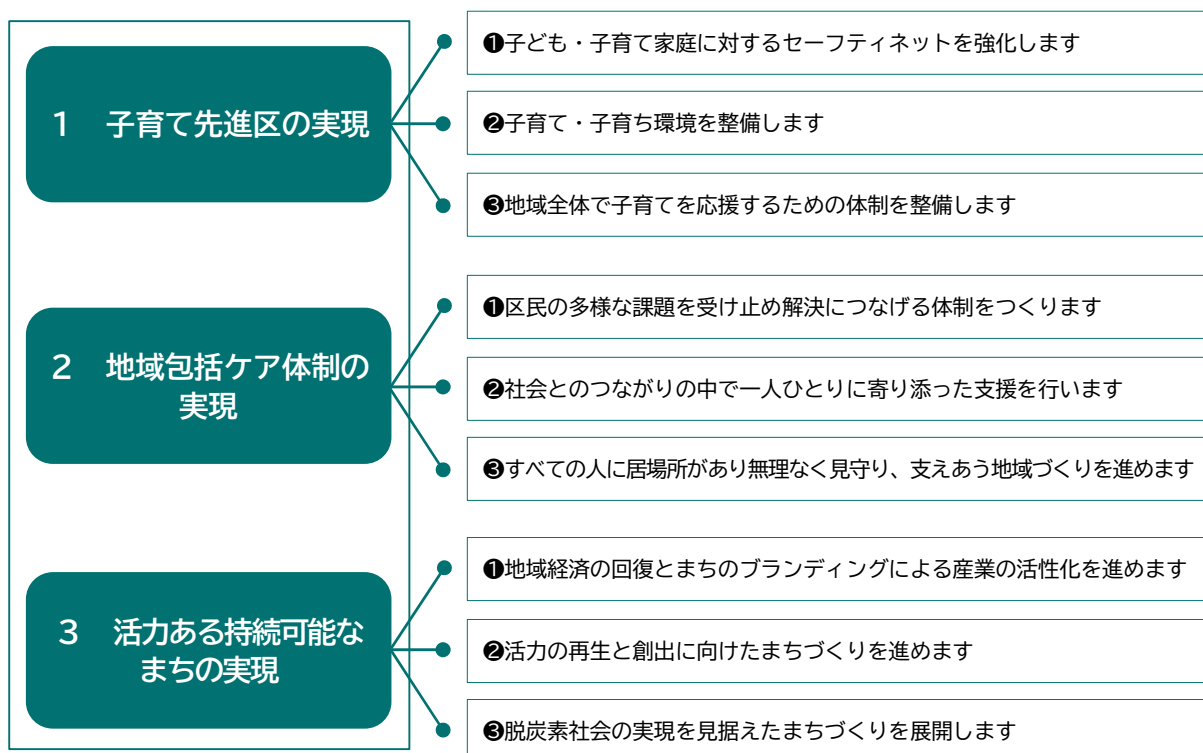 1 子育て先進区の実現
❶子ども・子育て家庭に対するセーフティネットを強化します
❷子育て・子育ち環境を整備します
❸地域全体で子育てを応援するための体制を整備します
2 地域包括ケア体制の
実現
❶区民の多様な課題を受け止め解決につなげる体制をつくります
❷社会とのつながりの中で一人ひとりに寄り添った支援を行います
❸すべての人に居場所があり無理なく見守り、支えあう地域づくりを進めます
3 活力ある持続可能な
まちの実現
❶地域経済の回復とまちのブランディングによる産業の活性化を進めます
❷活力の再生と創出に向けたまちづくりを進めます
❸脱炭素社会の実現を見据えたまちづくりを展開します